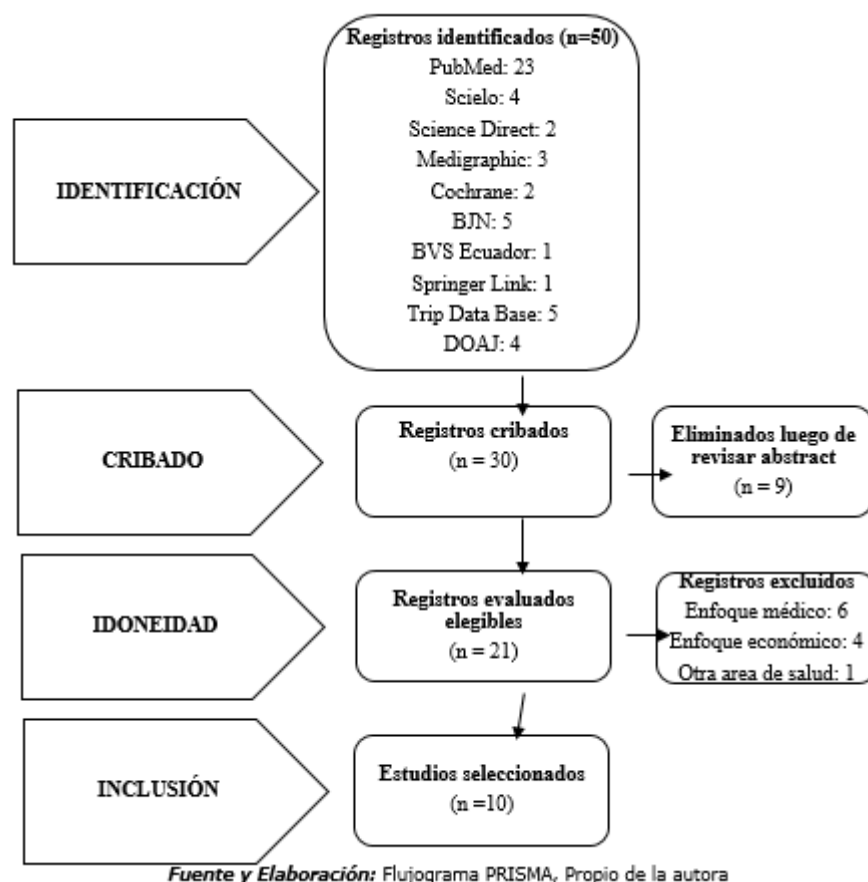 Registros identificados (n=50)
PubMed: 23
Scielo: 4
Science Direct: 2
Medigraphic: 3
Cochrane: 2
BJN: 5
BVS Ecuador: 1
Springer Link: 1
Trip Data Base: 5
DOAJ: 4
IDENTIFICACIÓN
CRIBADO
Registros cribados
(n = 30)
Eliminados luego de
revisar abstract
(n = 9)
IDONEIDAD
Registros evaluados
elegibles
(n = 21)
Registros excluidos
Enfoque médico: 6
Enfoque económico: 4
Otra area de salud: 1
INCLUSIÓN
Estudios seleccionados
(n =10)
Fuente y Elaboración: Flujograma PRISMA, Propio de la autora